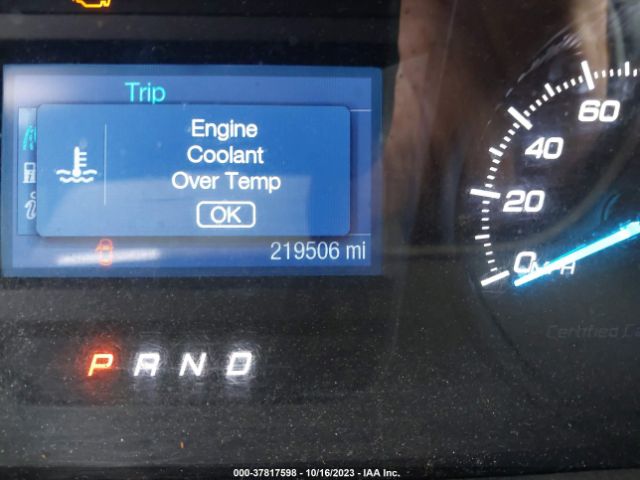 Trip
Engine
Coolant
Over Temp
OK
219506 mi
60
40
20
0
MPH
P R N D
000-37817598 - 10/16/2023 - IAA Inc.